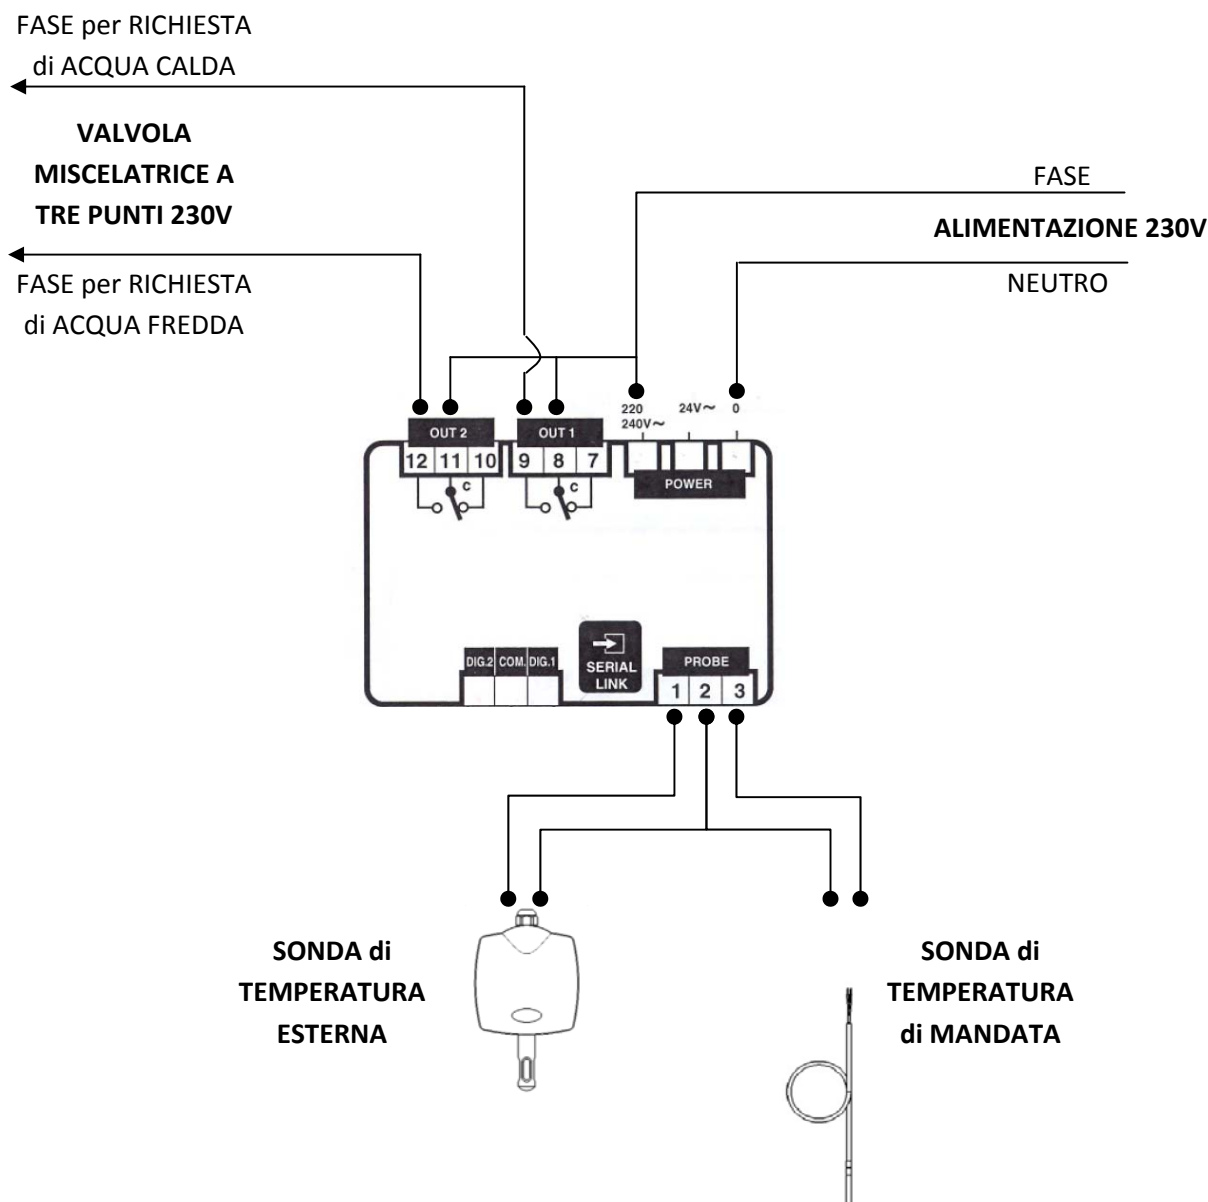 FASE per RICHIESTA
di ACQUA CALDA
VALVOLA
MISCELATRICE A
TRE PUNTI 230V
FASE
ALIMENTAZIONE 230V
NEUTRO
FASE per RICHIESTA
di ACQUA FREDDA
220
240V~
24V~
0
OUT 2
OUT 1
12 11 10
9 8 7
POWER
C
C
DIG.2 COM. DIG.1
SERIAL
LINK
PROBE
1 2 3
SONDA di
TEMPERATURA
ESTERNA
SONDA di
TEMPERATURA
di MANDATA